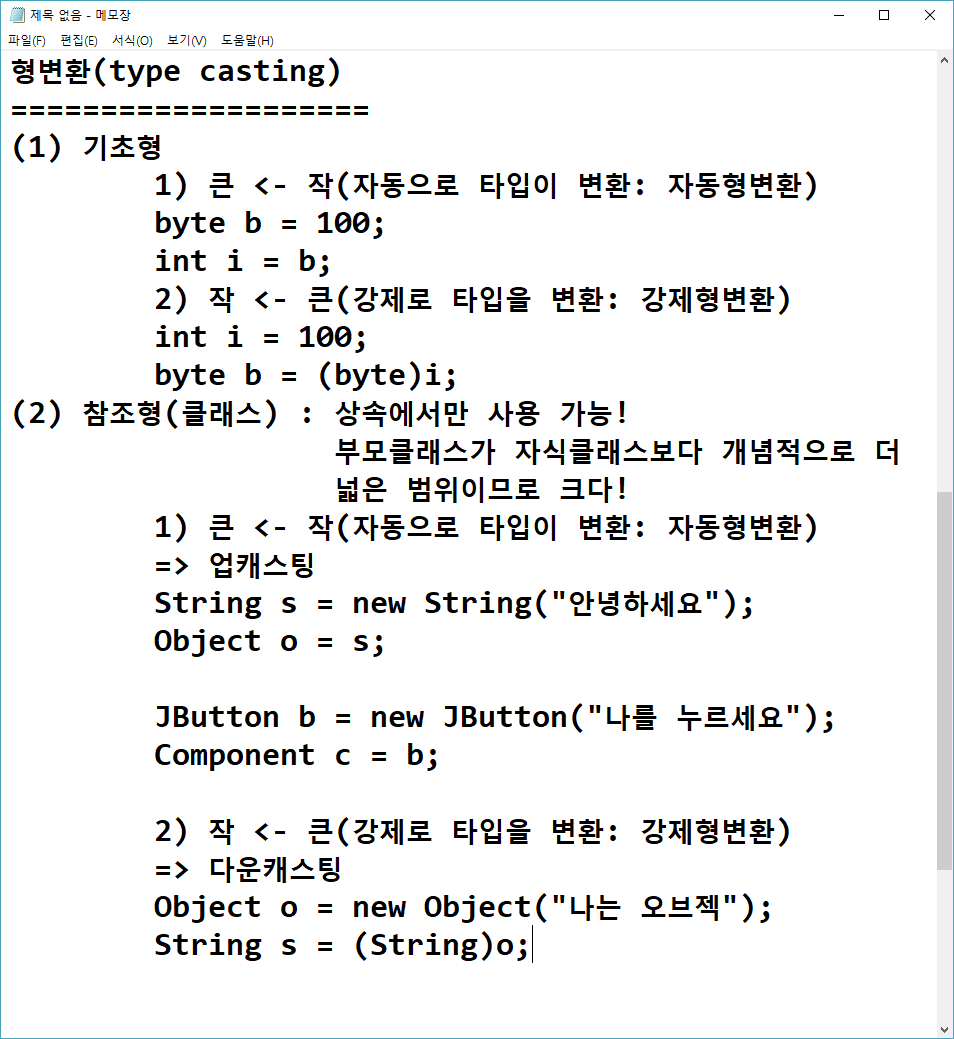 제목 없음 - 메모장
파일(F) 편집(E) 서식(O) 보기(V) 도움말(H)
형변환(type casting)
====================
(1) 기초형
1) 큰 <- 작(자동으로 타입이 변환: 자동형변환)
byte b = 100;
int i = b;
2) 작 <- 큰(강제로 타입을 변환: 강제형변환)
int i = 100;
byte b = (byte)i;
(2) 참조형(클래스) : 상속에서만 사용 가능!
부모클래스가 자식클래스보다 개념적으로 더
넓은 범위이므로 크다!
1) 큰 <- 작(자동으로 타입이 변환: 자동형변환)
=> 업캐스팅
String s = new String("안녕하세요");
Object o = s;
JButton b = new JButton("나를 누르세요");
Component c = b;
2) 작 <- 큰(강제로 타입을 변환: 강제형변환)
=> 다운캐스팅
Object o = new Object("나는 오브젝");
String s = (String)o;